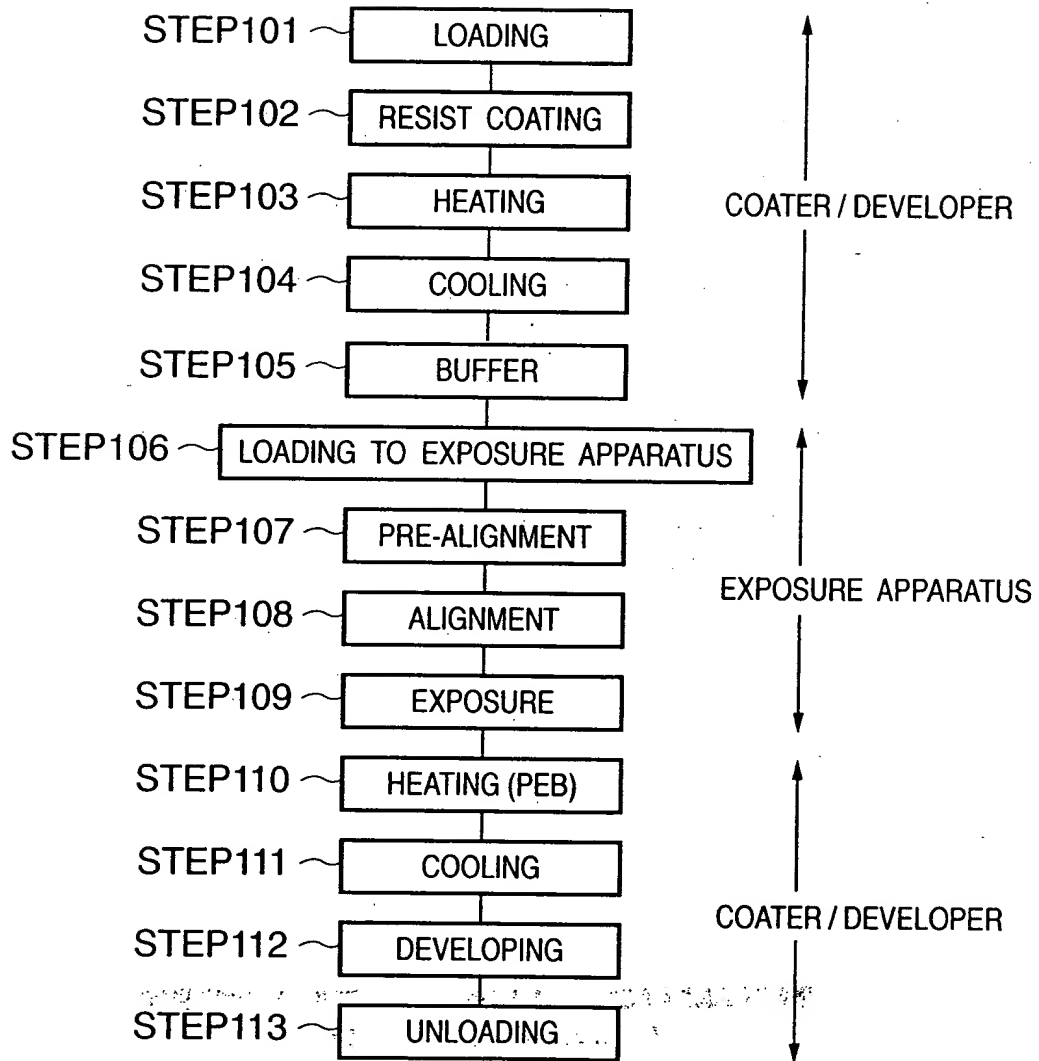 STEP101 LOADING
STEP102 RESIST COATING
STEP103 HEATING
COATER / DEVELOPER
STEP104 COOLING
STEP105 BUFFER
STEP106 LOADING TO EXPOSURE APPARATUS
STEP107 PRE-ALIGNMENT
EXPOSURE APPARATUS
STEP108 ALIGNMENT
STEP109 EXPOSURE
STEP110 HEATING (PEB)
STEP111 COOLING
COATER / DEVELOPER
STEP112 DEVELOPING
STEP113 UNLOADING